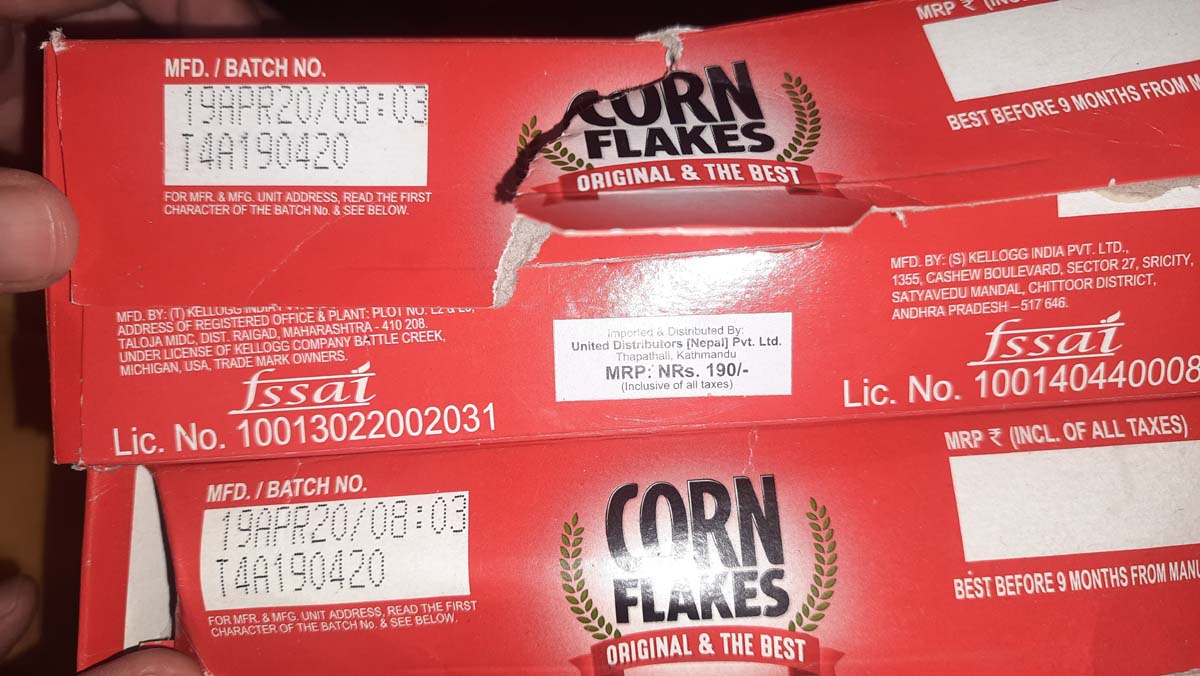 MFD. / BATCH NO.
19APR20/08:03
T4A190420
FOR MFR. & MFG. UNIT ADDRESS, READ THE FIRST
CHARACTER OF THE BATCH No. & SEE BELOW.
CORN
FLAKES
ORIGINAL & THE BEST
MRP ₹
BEST BEFORE 9 MONTHS FROM
MFD. BY: (T) KELLOGG INDIA
ADDRESS OF REGISTERED OFFICE & PLANT: PLOT NO.
TALOJA MIDC, DIST. RAIGAD, MAHARASHTRA - 410 208.
UNDER LICENSE OF KELLOGG COMPANY BATTLE CREEK,
MICHIGAN, USA, TRADE MARK OWNERS.
fssai
Lic. No. 10013022002031
Imported & Distributed By:
United Distributors [Nepal] Pvt. Ltd.
Thapathali, Kathmandu
MRP: NRs. 190/-
(Inclusive of all taxes)
MFD. BY: (S) KELLOGG INDIA PVT. LTD.,
1355, CASHEW BOULEVARD, SECTOR 27, SRICITY,
SATYAVEDU MANDAL, CHITTOOR DISTRICT,
ANDHRA PRADESH – 517 646.
fssai
Lic. No. 100140440008
MFD. / BATCH NO.
19APR20/08:03
T4A190420
FOR MFR. & MFG. UNIT ADDRESS, READ THE FIRST
CHARACTER OF THE BATCH No. & SEE BELOW.
CORN
FLAKES
ORIGINAL & THE BEST
MRP ₹ (INCL. OF ALL TAXES)
BEST BEFORE 9 MONTHS FROM MANU